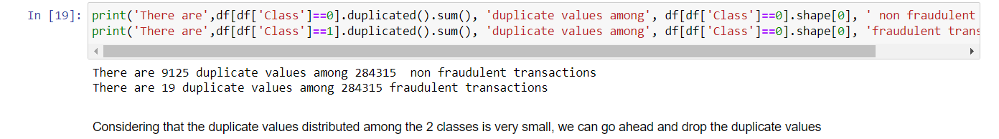 In [19]: print('There are',df[df['Class']==0].duplicated().sum(), 'duplicate values among', df[df['Class']==0].shape[0], ' non fraudulent
print('There are',df[df['Class']==1].duplicated().sum(), 'duplicate values among', df[df['Class']==0].shape[0], 'fraudulent trans
There are 9125 duplicate values among 284315  non fraudulent transactions
There are 19 duplicate values among 284315 fraudulent transactions
Considering that the duplicate values distributed among the 2 classes is very small, we can go ahead and drop the duplicate values